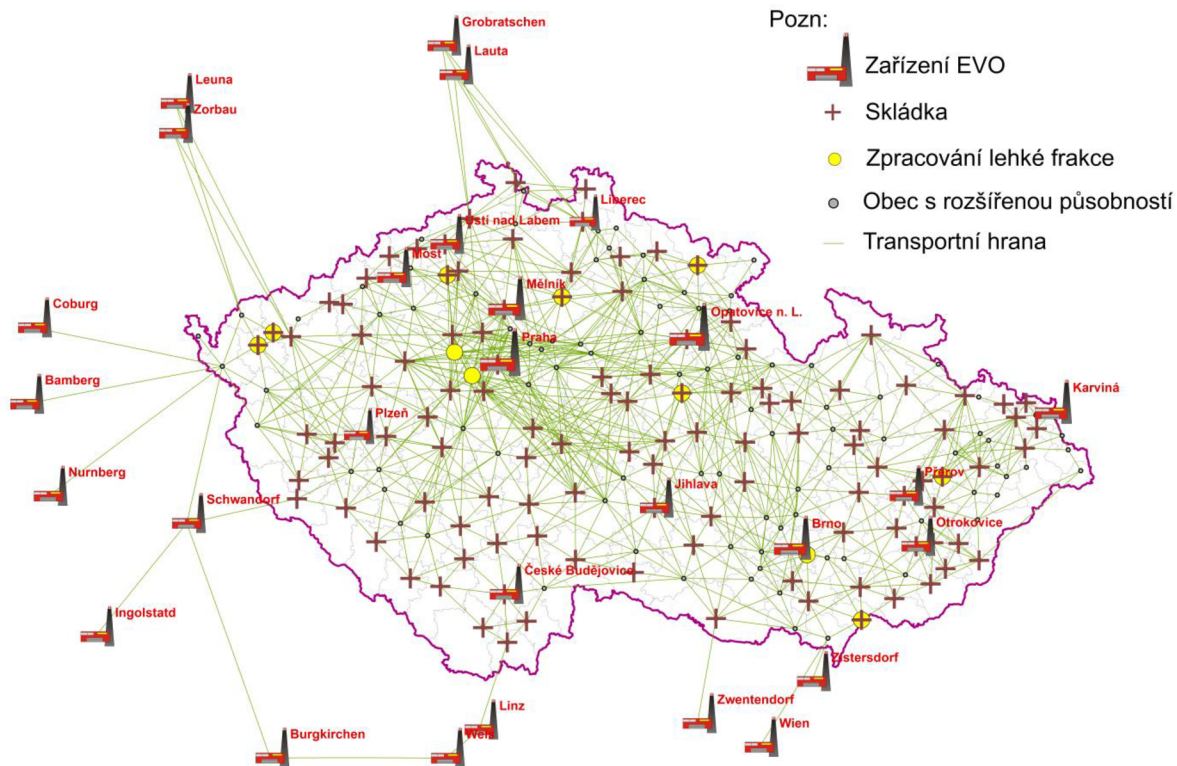 Pozn:
Zařízení EVO
Skládka
Zpracování lehké frakce
Obec s rozšířenou působností
Transportní hrana
Grobratschen
Lauta
Leuna
Zorbau
Liberec
Ústí nad Labem
Most
Mělník
Coburg
Opatovice n. L.
Praha
Bamberg
Karviná
Plzeň
Nurnberg
Přerov
Jihlava
Schwandorf
Brno
Otrokovice
České Budějovice
Ingolstatd
Zistersdorf
Zwentendorf
Linz
Wien
Burgkirchen
Wels